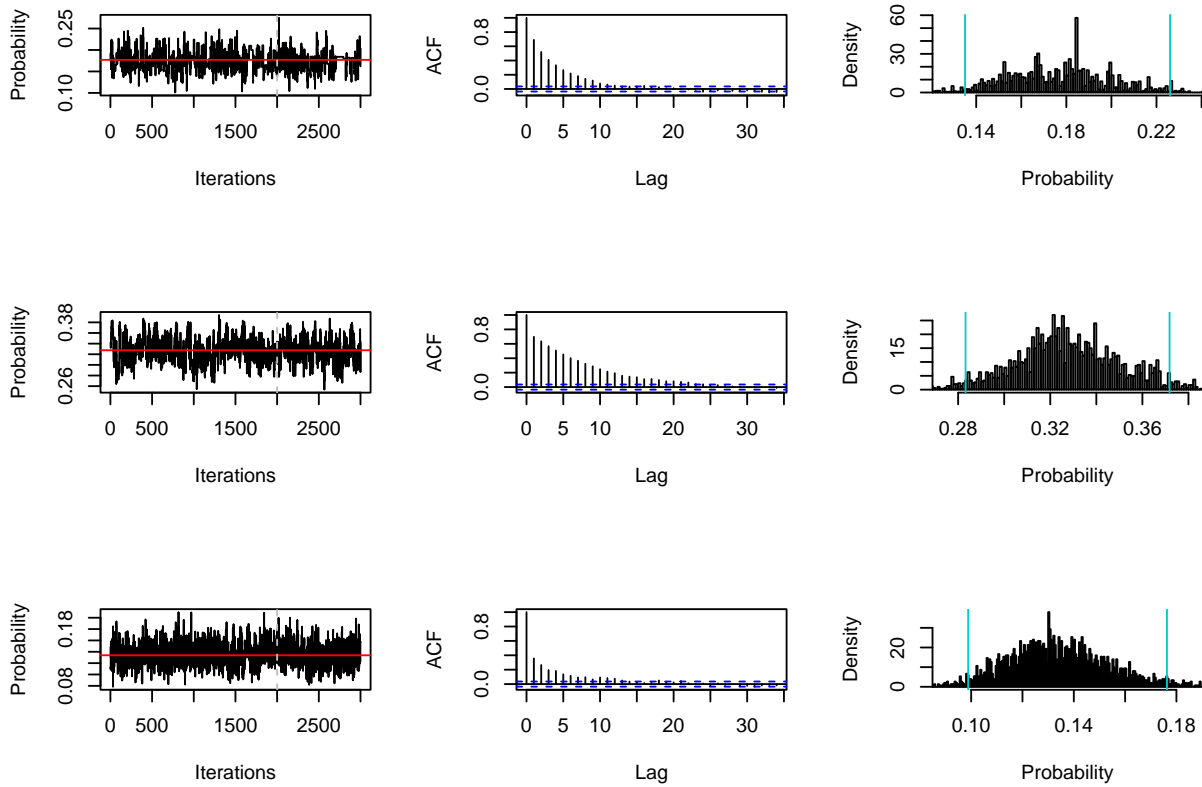 Probability
0.10 0.25
0 500 1500 2500
Iterations
ACF
0.0 0.8
0 5 10 20 30
Lag
Density
0 30 60
0.14 0.18 0.22
Probability
Probability
0.26 0.38
0 500 1500 2500
Iterations
ACF
0.0 0.8
0 5 10 20 30
Lag
Density
0 15
0.28 0.32 0.36
Probability
Probability
0.08 0.18
0 500 1500 2500
Iterations
ACF
0.0 0.8
0 5 10 20 30
Lag
Density
0 20
0.10 0.14 0.18
Probability